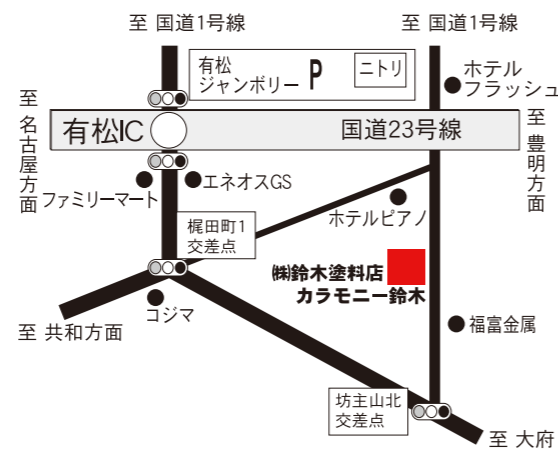 至 国道1号線
至 国道1号線
有松
ジャンボリー
P
ニトリ
ホテル
フラッシュ
至 名古屋方面
有松IC
国道23号線
至 豊明方面
ファミリーマート
エネオスGS
ホテルピアノ
梶田町1
交差点
㈱鈴木塗料店
カラモニー鈴木
コジマ
至 共和方面
福富金属
坊主山北
交差点
至 大府